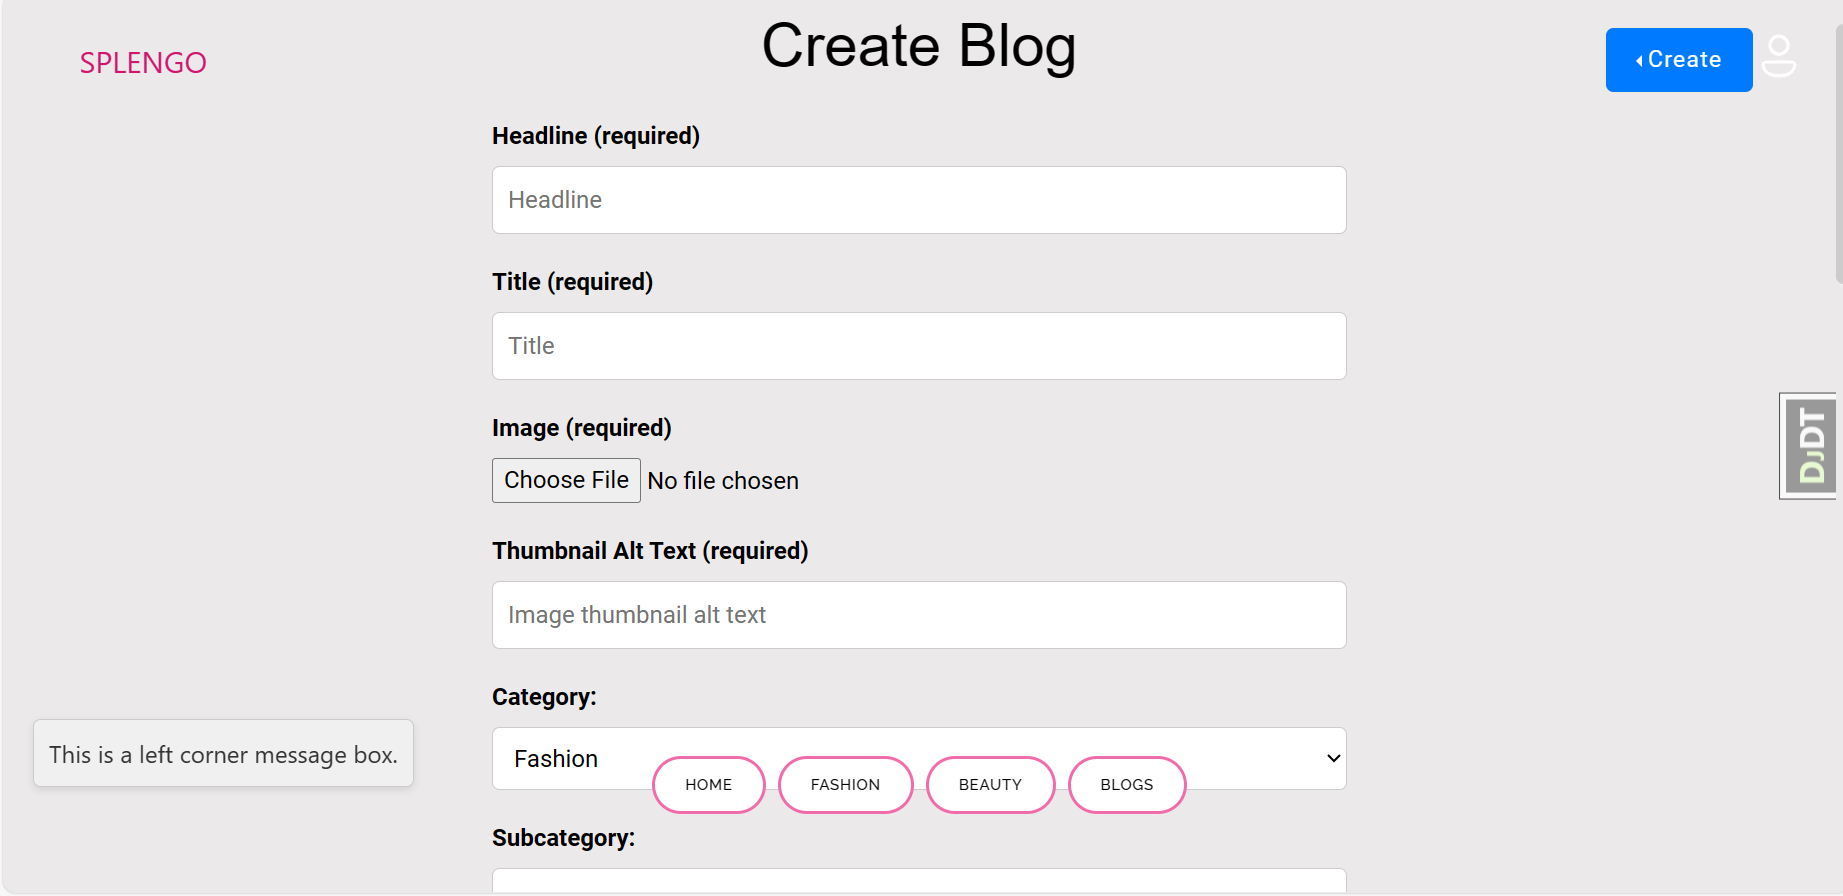 SPLENGO
Create Blog
Create
Headline (required)
Headline
Title (required)
Title
Image (required)
Choose File No file chosen
DJDT
Thumbnail Alt Text (required)
Image thumbnail alt text
Category:
This is a left corner message box.
Fashion
HOME FASHION BEAUTY BLOGS
Subcategory: